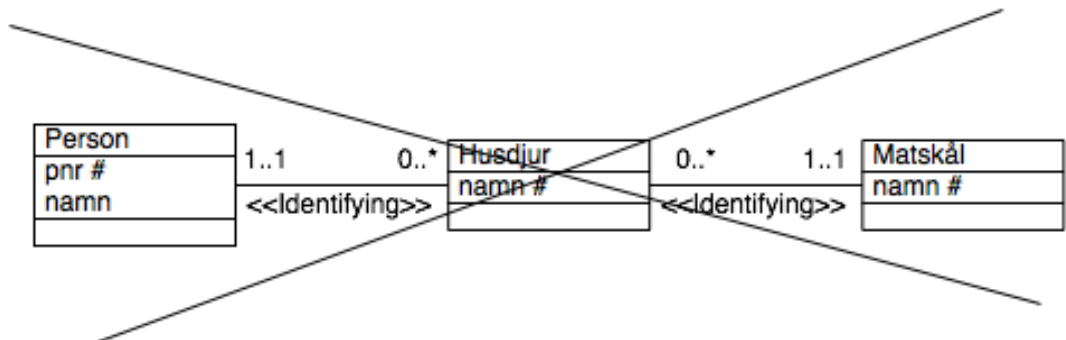 Person
pnr #
namn
1..1
0..*
<<Identifying>>
Husdjur
namn #
0..*
1..1
<<Identifying>>
Matskål
namn #